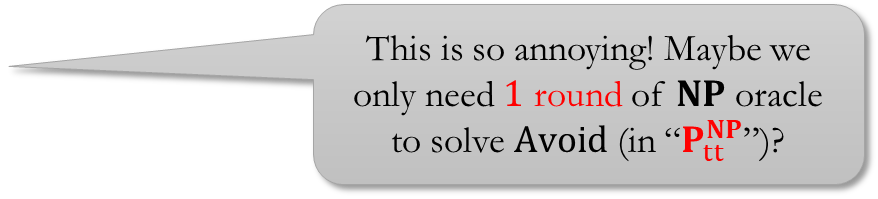 This is so annoying! Maybe we
only need 1 round of NP oracle
to solve Avoid (in “P_tt^NP”)?